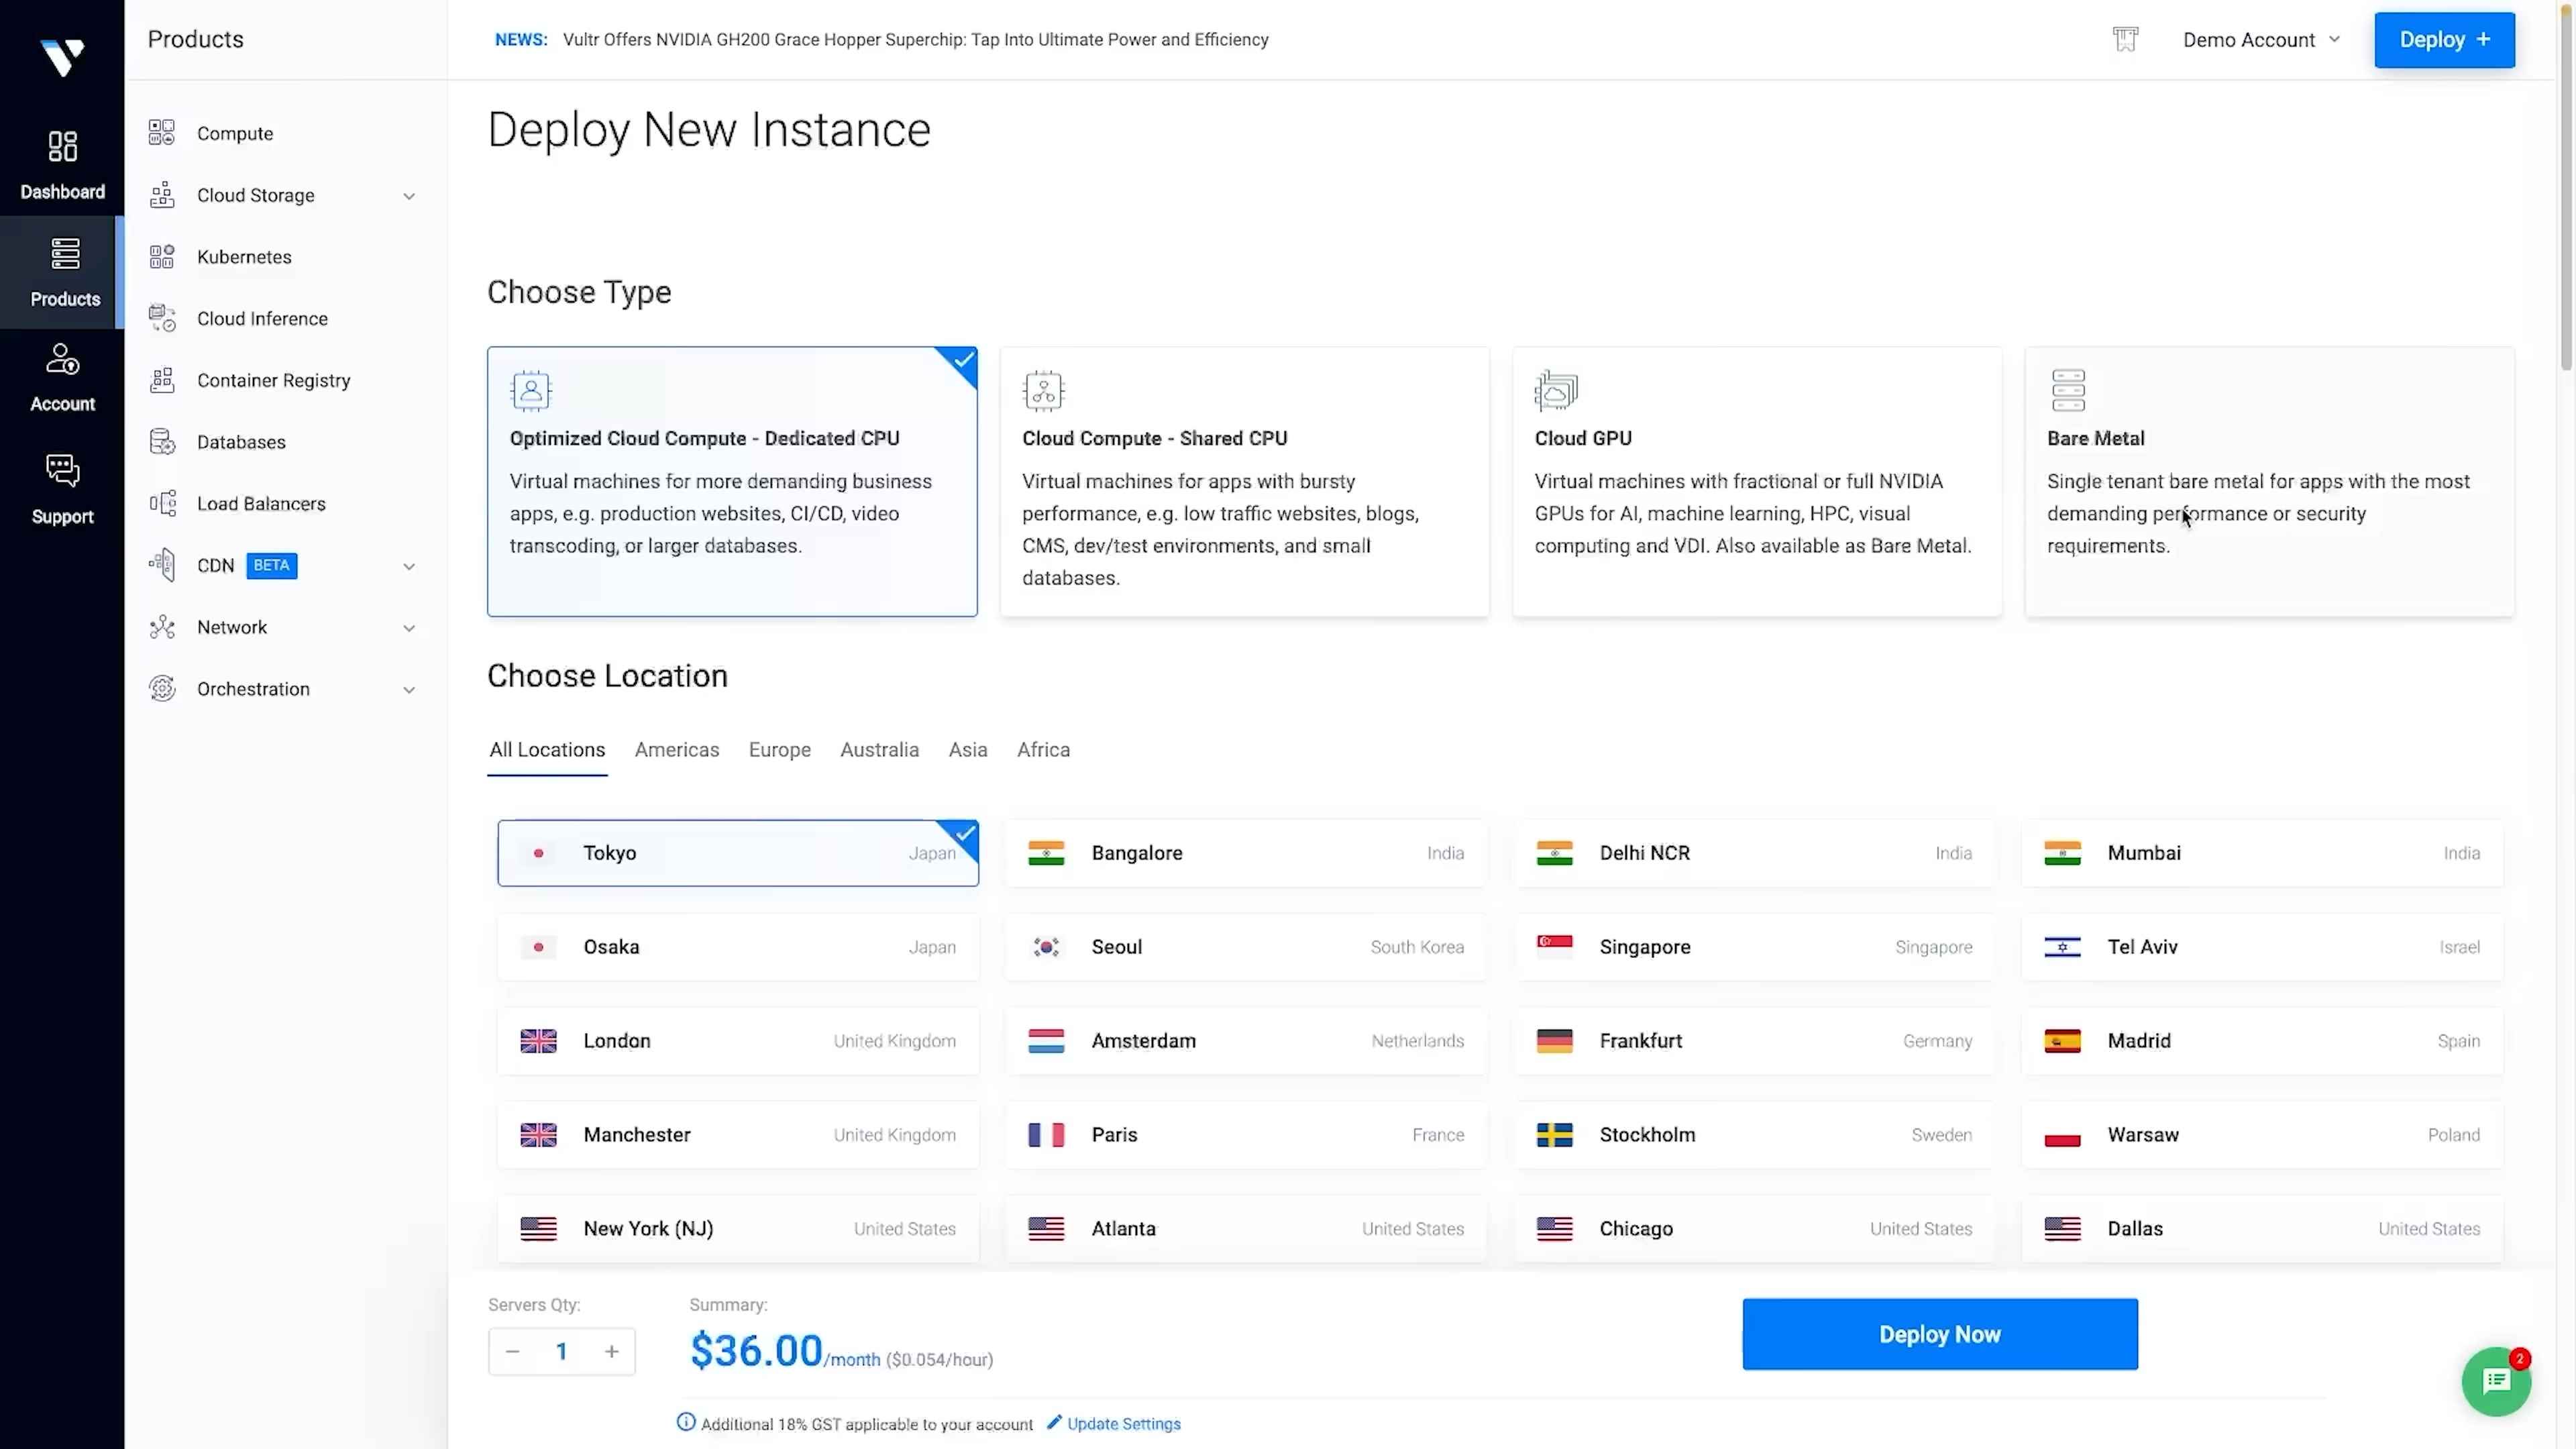 Products
NEWS: Vultr Offers NVIDIA GH200 Grace Hopper Superchip: Tap Into Ultimate Power and Efficiency
Demo Account
Deploy +
Dashboard
Products
Account
Support
Compute
Cloud Storage
Kubernetes
Cloud Inference
Container Registry
Databases
Load Balancers
CDN BETA
Network
Orchestration
Deploy New Instance
Choose Type
Optimized Cloud Compute - Dedicated CPU
Virtual machines for more demanding business
apps, e.g. production websites, CI/CD, video
transcoding, or larger databases.
Cloud Compute - Shared CPU
Virtual machines for apps with bursty
performance, e.g. low traffic websites, blogs,
CMS, dev/test environments, and small
databases.
Cloud GPU
Virtual machines with fractional or full NVIDIA
GPUs for AI, machine learning, HPC, visual
computing and VDI. Also available as Bare Metal.
Bare Metal
Single tenant bare metal for apps with the most
demanding performance or security
requirements.
Choose Location
All Locations Americas Europe Australia Asia Africa
Tokyo Japan
Bangalore India
Delhi NCR India
Mumbai India
Osaka Japan
Seoul South Korea
Singapore Singapore
Tel Aviv Israel
London United Kingdom
Amsterdam Netherlands
Frankfurt Germany
Madrid Spain
Manchester United Kingdom
Paris France
Stockholm Sweden
Warsaw Poland
New York (NJ) United States
Atlanta United States
Chicago United States
Dallas United States
Servers Qty:
− 1 +
Summary:
$36.00/month ($0.054/hour)
Deploy Now
2
Additional 18% GST applicable to your account Update Settings